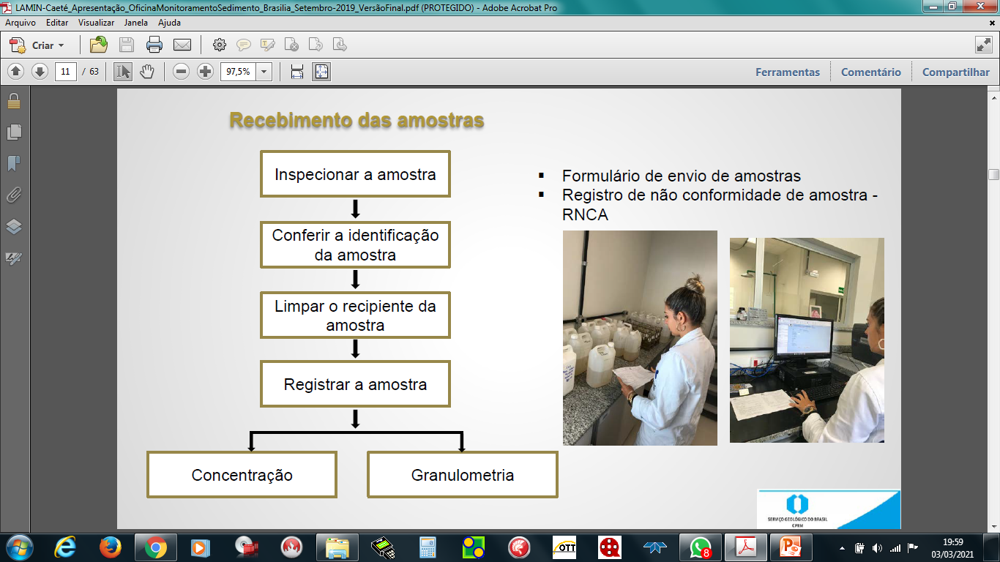 LAMIN-Caeté_Apresentação_OficinaMonitoramentoSedimento_Brasilia_Setembro-2019_VersãoFinal.pdf (PROTEGIDO) - Adobe Acrobat Pro
Arquivo Editar Visualizar Janela Ajuda
Criar
11 / 63 97,5% Ferramentas Comentário Compartilhar
Recebimento das amostras
Inspecionar a amostra
Conferir a identificação
da amostra
Limpar o recipiente da
amostra
Registrar a amostra
Concentração
Granulometria
Formulário de envio de amostras
Registro de não conformidade de amostra -
RNCA
SERVIÇO GEOLÓGICO DO BRASIL
CPRM
OTT
8
19:59
03/03/2021